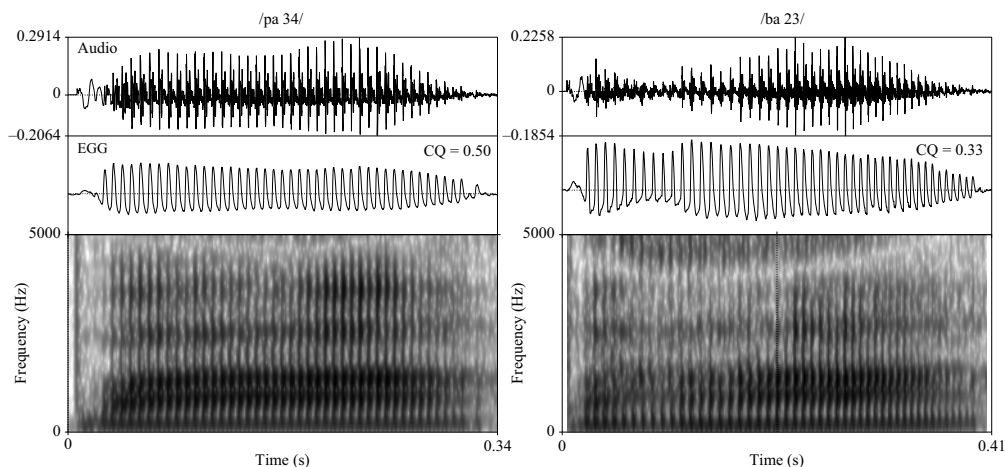 /pa 34/
0.2914
Audio
0
–0.2064
EGG
CQ = 0.50
5000
Frequency (Hz)
0
0
0.34
Time (s)
/ba 23/
0.2258
0
–0.1854
CQ = 0.33
5000
Frequency (Hz)
0
0
0.41
Time (s)